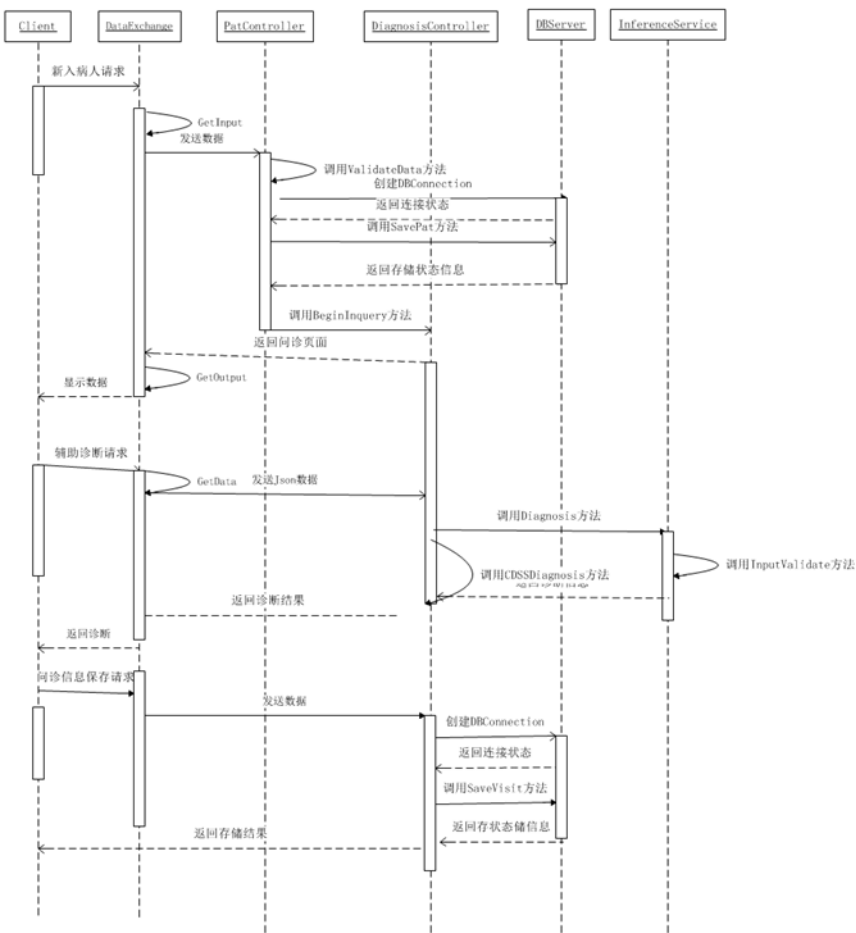 Client
DataExchange
PatController
DiagnosisController
DBServer
InferenceService
新入病人请求
GetInput
发送数据
调用ValidateData方法
创建DBConnection
返回连接状态
调用SavePat方法
返回存储状态信息
调用BeginInquery方法
返回问诊页面
GetOutput
显示数据
辅助诊断请求
GetData
发送Json数据
调用Diagnosis方法
调用InputValidate方法
调用CDSSDiagnosis方法
返回诊断信息
返回诊断结果
返回诊断
问诊信息保存请求
发送数据
创建DBConnection
返回连接状态
调用SaveVisit方法
返回存状态储信息
返回存储结果